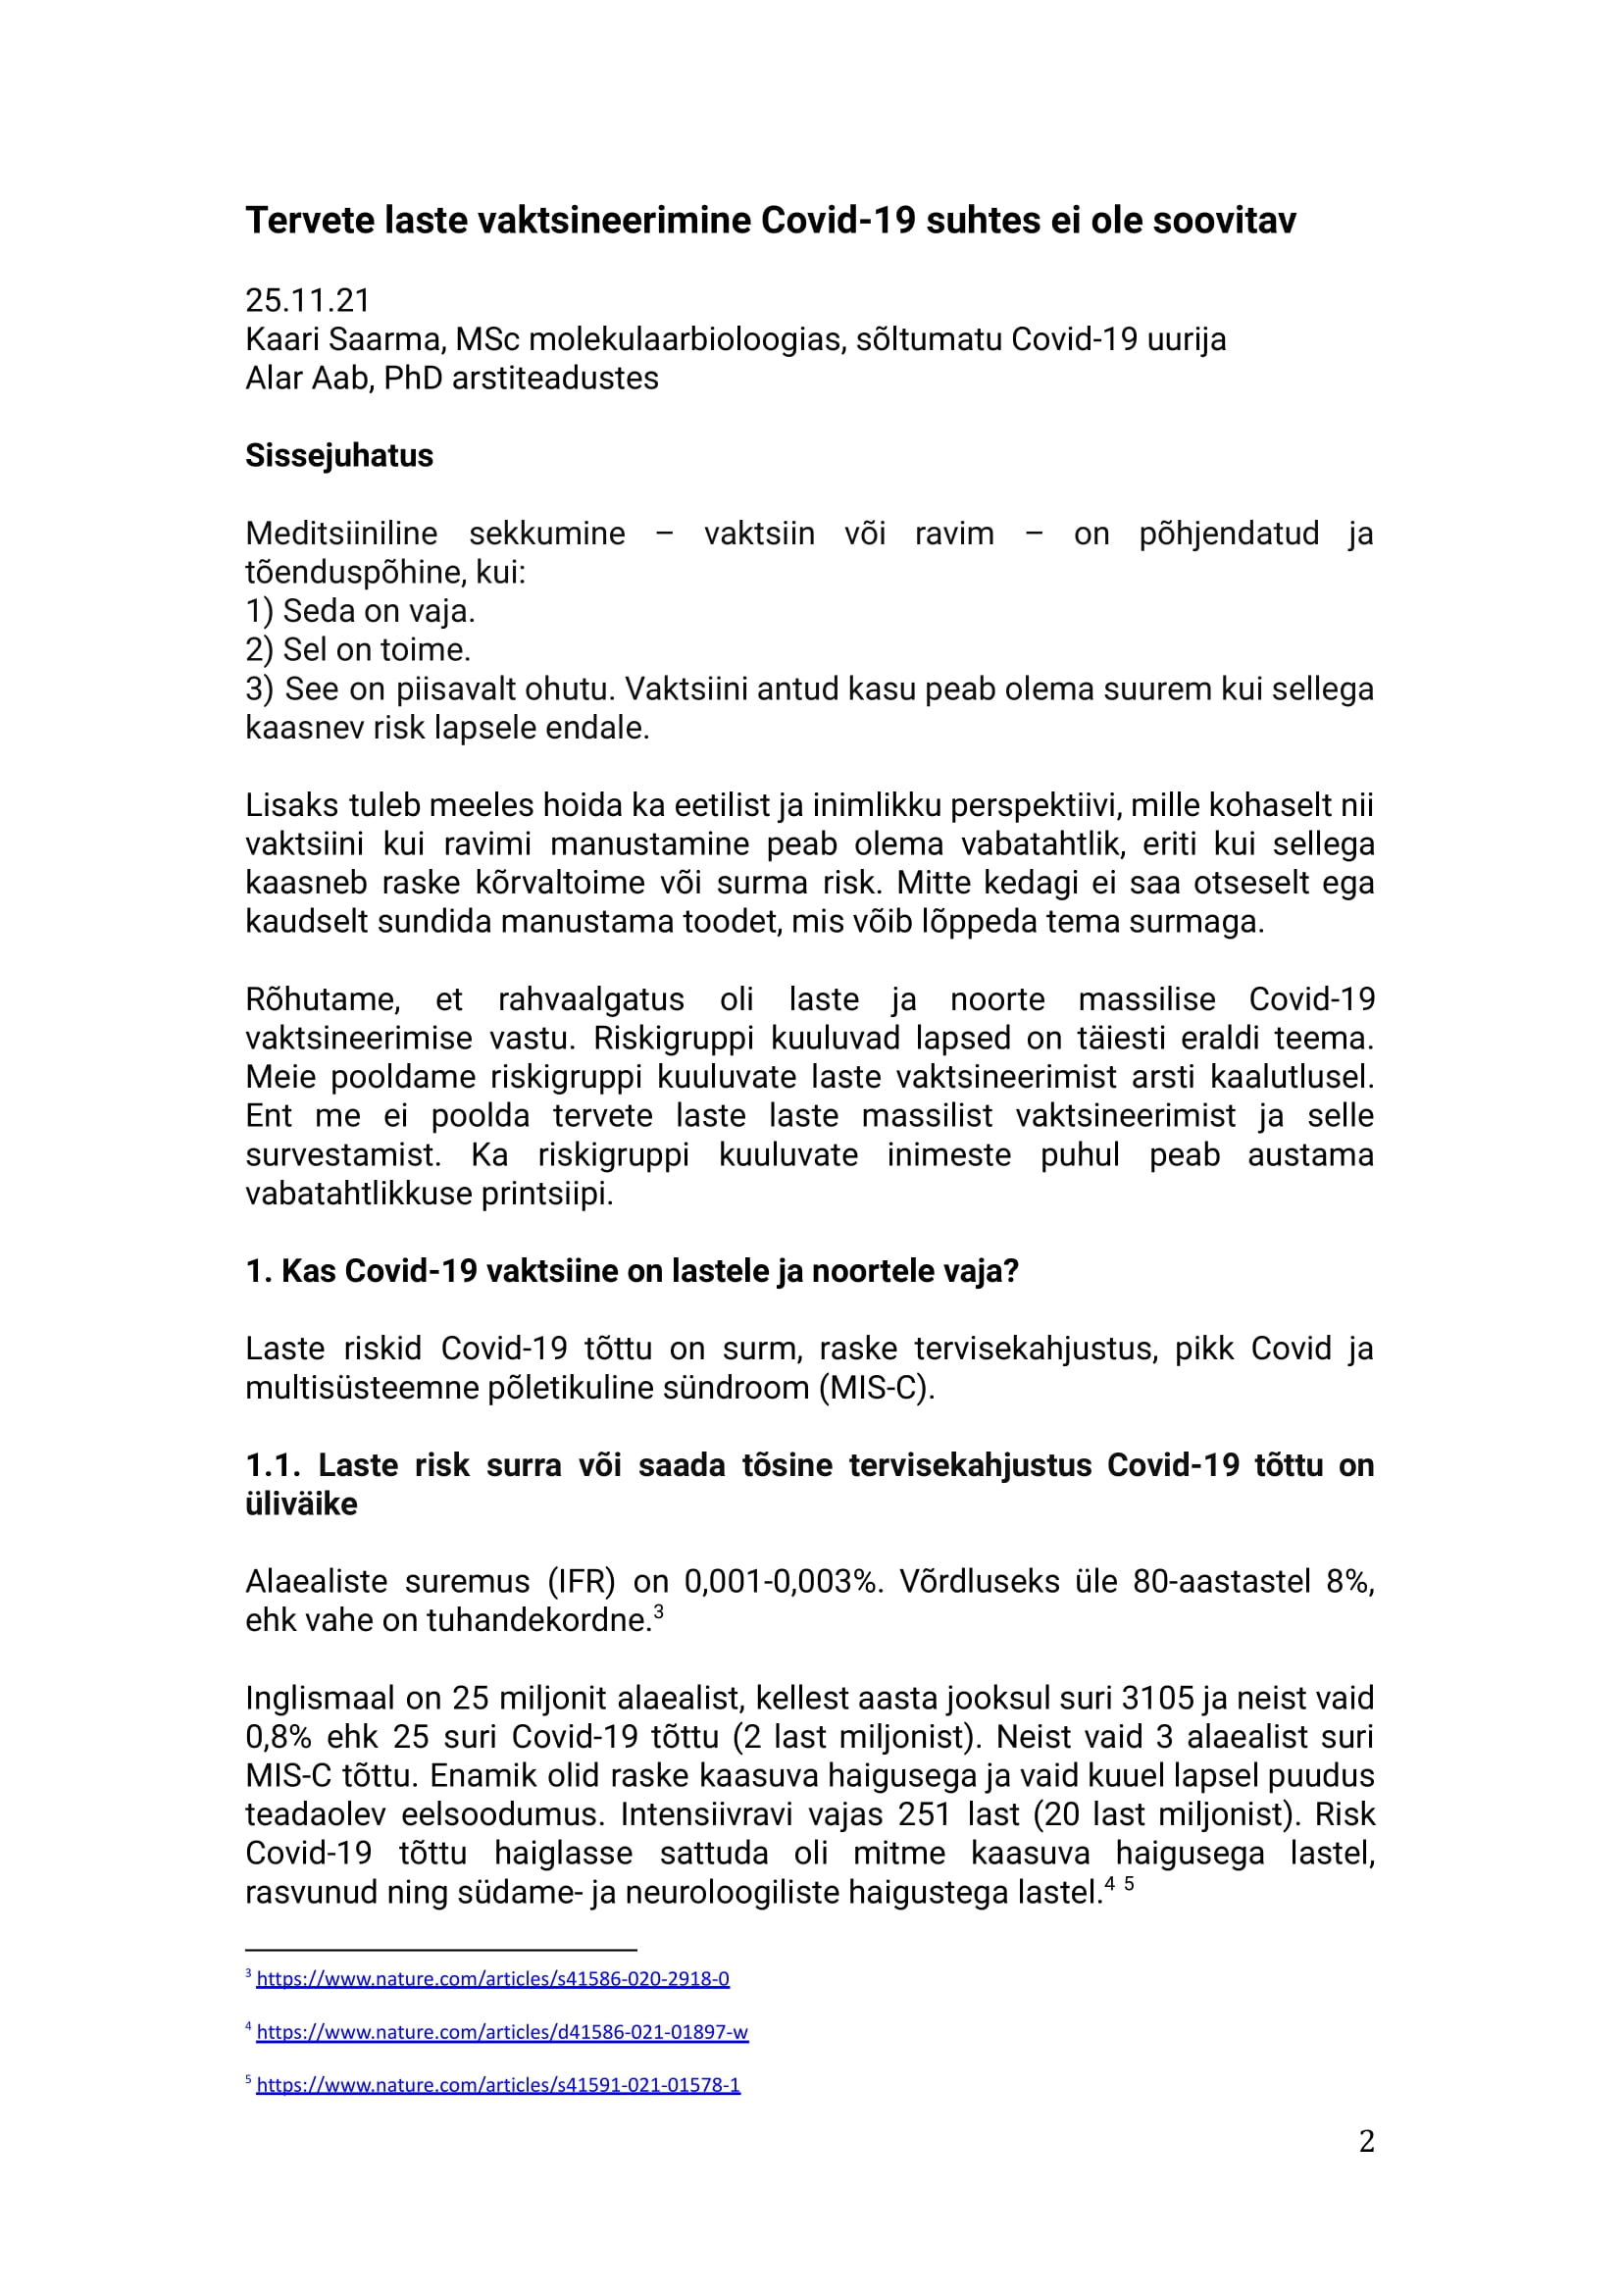 Tervete laste vaktsineerimine Covid-19 suhtes ei ole soovitav
25.11.21
Kaari Saarma, MSc molekulaarbioloogias, sõltumatu Covid-19 uurija
Alar Aab, PhD arstiteadustes
Sissejuhatus
Meditsiiniline sekkumine – vaktsiin või ravim – on põhjendatud ja
tõenduspõhine, kui:
1) Seda on vaja.
2) Sel on toime.
3) See on piisavalt ohutu. Vaktsiini antud kasu peab olema suurem kui sellega
kaasnev risk lapsele endale.
Lisaks tuleb meeles hoida ka eetilist ja inimlikku perspektiivi, mille kohaselt nii
vaktsiini kui ravimi manustamine peab olema vabatahtlik, eriti kui sellega
kaasneb raske kõrvaltoime või surma risk. Mitte kedagi ei saa otseselt ega
kaudselt sundida manustama toodet, mis võib lõppeda tema surmaga.
Rõhutame, et rahvaalgatus oli laste ja noorte massilise Covid-19
vaktsineerimise vastu. Riskigruppi kuuluvad lapsed on täiesti eraldi teema.
Meie pooldame riskigruppi kuuluvate laste vaktsineerimist arsti kaalutlusel.
Ent me ei poolda tervete laste laste massilist vaktsineerimist ja selle
survestamist. Ka riskigruppi kuuluvate inimeste puhul peab austama
vabatahtlikkuse printsiipi.
1. Kas Covid-19 vaktsiine on lastele ja noortele vaja?
Laste riskid Covid-19 tõttu on surm, raske tervisekahjustus, pikk Covid ja
multisüsteemne põletikuline sündroom (MIS-C).
1.1. Laste risk surra või saada tõsine tervisekahjustus Covid-19 tõttu on
üliväike
Alaealiste suremus (IFR) on 0,001-0,003%. Võrdluseks üle 80-aastastel 8%,
ehk vahe on tuhandekordne.3
Inglismaal on 25 miljonit alaealist, kellest aasta jooksul suri 3105 ja neist vaid
0,8% ehk 25 suri Covid-19 tõttu (2 last miljonist). Neist vaid 3 alaealist suri
MIS-C tõttu. Enamik olid raske kaasuva haigusega ja vaid kuuel lapsel puudus
teadaolev eelsoodumus. Intensiivravi vajas 251 last (20 last miljonist). Risk
Covid-19 tõttu haiglasse sattuda oli mitme kaasuva haigusega lastel,
rasvunud ning südame- ja neuroloogiliste haigustega lastel.4 5
3 https://www.nature.com/articles/s41586-020-2918-0
4 https://www.nature.com/articles/d41586-021-01897-w
5 https://www.nature.com/articles/s41591-021-01578-1
2